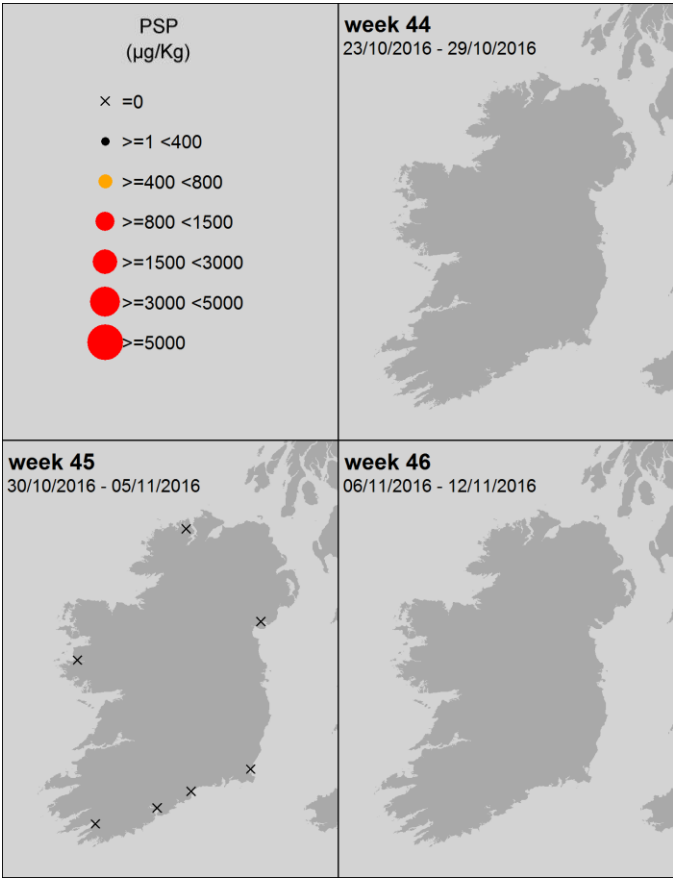 PSP
(µg/Kg)
=0
>=1 <400
>=400 <800
>=800 <1500
>=1500 <3000
>=3000 <5000
>=5000
week 44
23/10/2016 - 29/10/2016
week 45
30/10/2016 - 05/11/2016
week 46
06/11/2016 - 12/11/2016